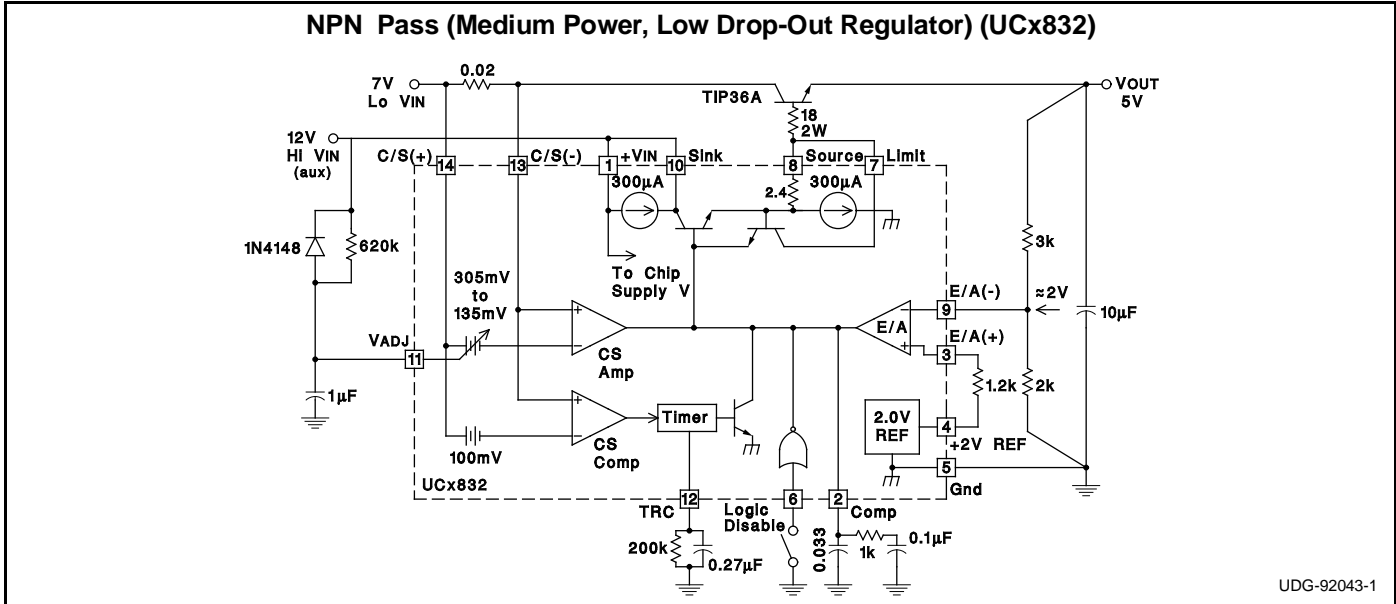 NPN Pass (Medium Power, Low Drop-Out Regulator) (UCx832)
7V
Lo VIN
0.02
TIP36A
18
2W
VOUT
5V
12V
HI VIN
(aux)
C/S(+)
14
13
C/S(-)
1
+VIN
10
Sink
8
Source
7
Limit
300µA
2.4
300µA
1N4148
620k
To Chip
Supply V
305mV
to
135mV
3k
E/A(-)
9
≈2V
10µF
E/A
E/A(+)
3
VADJ
11
+
−
CS
Amp
−
+
1.2k
2k
1µF
+
−
CS
Comp
Timer
2.0V
REF
4
+2V REF
100mV
5
Gnd
UCx832
TRC
12
Logic
Disable
6
2
Comp
200k
0.27µF
0.033
1k
0.1µF
UDG-92043-1